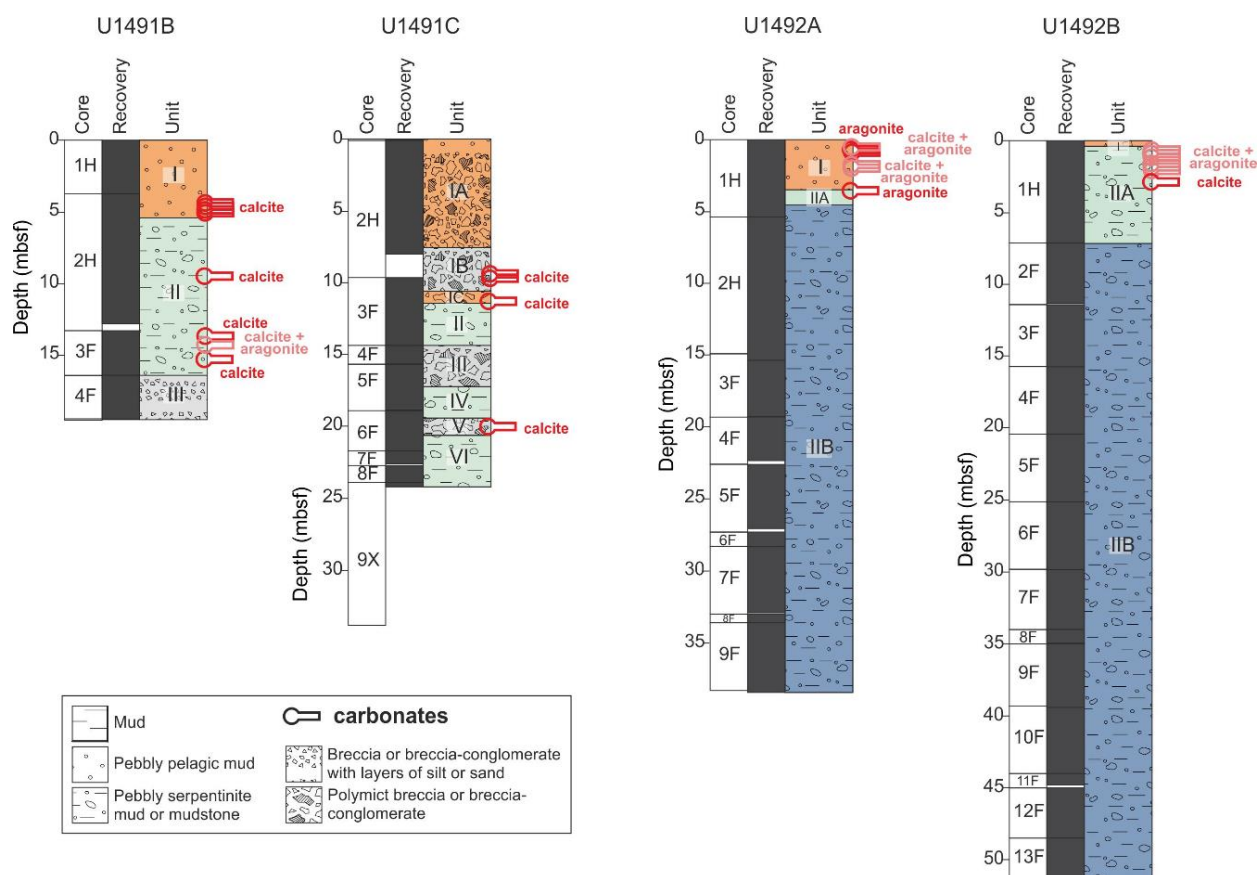 U1491B
U1491C
U1492A
U1492B
Core
Recovery
Unit
Core
Recovery
Unit
Core
Recovery
Unit
Core
Recovery
Unit
Depth (mbsf)
0
5
10
15
1H
2H
3F
4F
I
II
III
calcite
calcite
calcite
calcite +
aragonite
calcite
Depth (mbsf)
0
5
10
15
20
25
30
2H
3F
4F
5F
6F
7F
8F
9X
IA
IB
IC
II
III
IV
V
VI
calcite
calcite
calcite
Depth (mbsf)
0
5
10
15
20
25
30
35
1H
2H
3F
4F
5F
6F
7F
8F
9F
I
IIA
IIB
aragonite
calcite +
aragonite
calcite +
aragonite
aragonite
Depth (mbsf)
0
5
10
15
20
25
30
35
40
45
50
1H
2F
3F
4F
5F
6F
7F
8F
9F
10F
11F
12F
13F
IIA
IIB
calcite +
aragonite
calcite
Depth (mbsf)
Mud
Pebbly pelagic mud
Pebbly serpentinite
mud or mudstone
carbonates
Breccia or breccia-conglomerate
with layers of silt or sand
Polymict breccia or breccia-
conglomerate